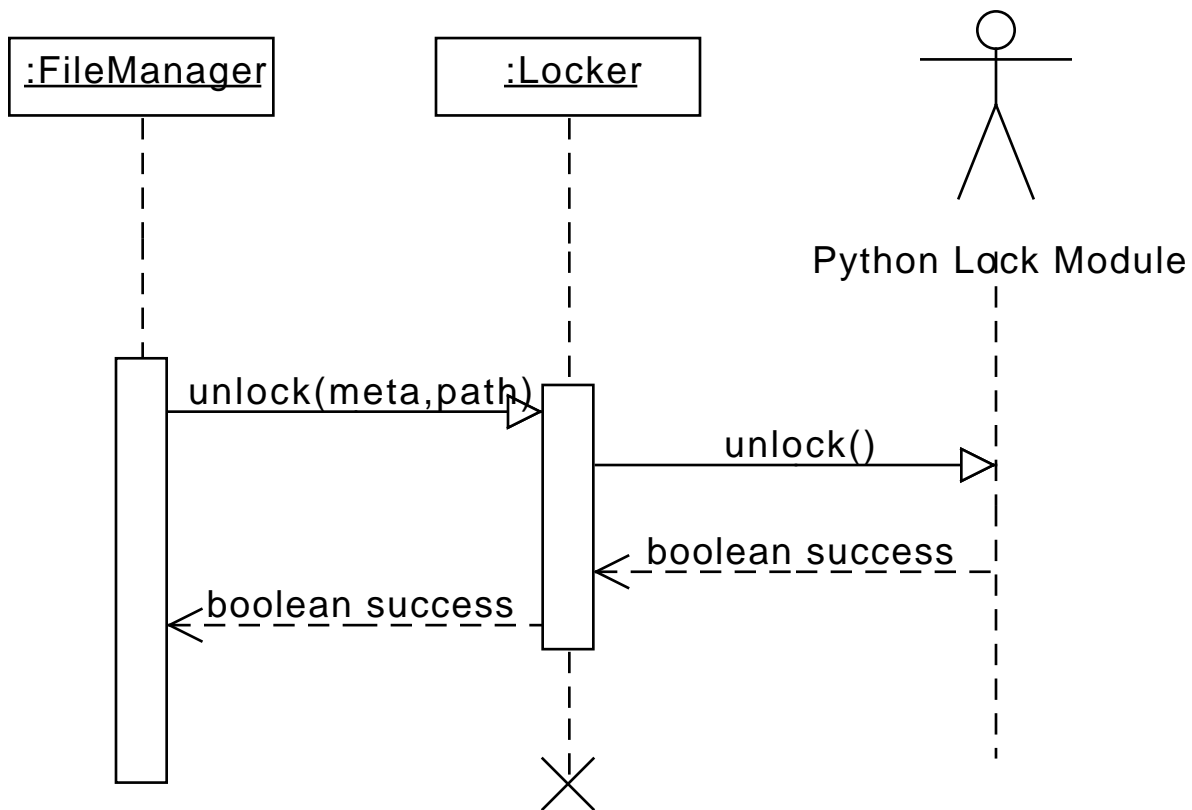 :FileManager
:Locker
Python Lock Module
unlock(meta,path)
unlock()
boolean success
boolean success